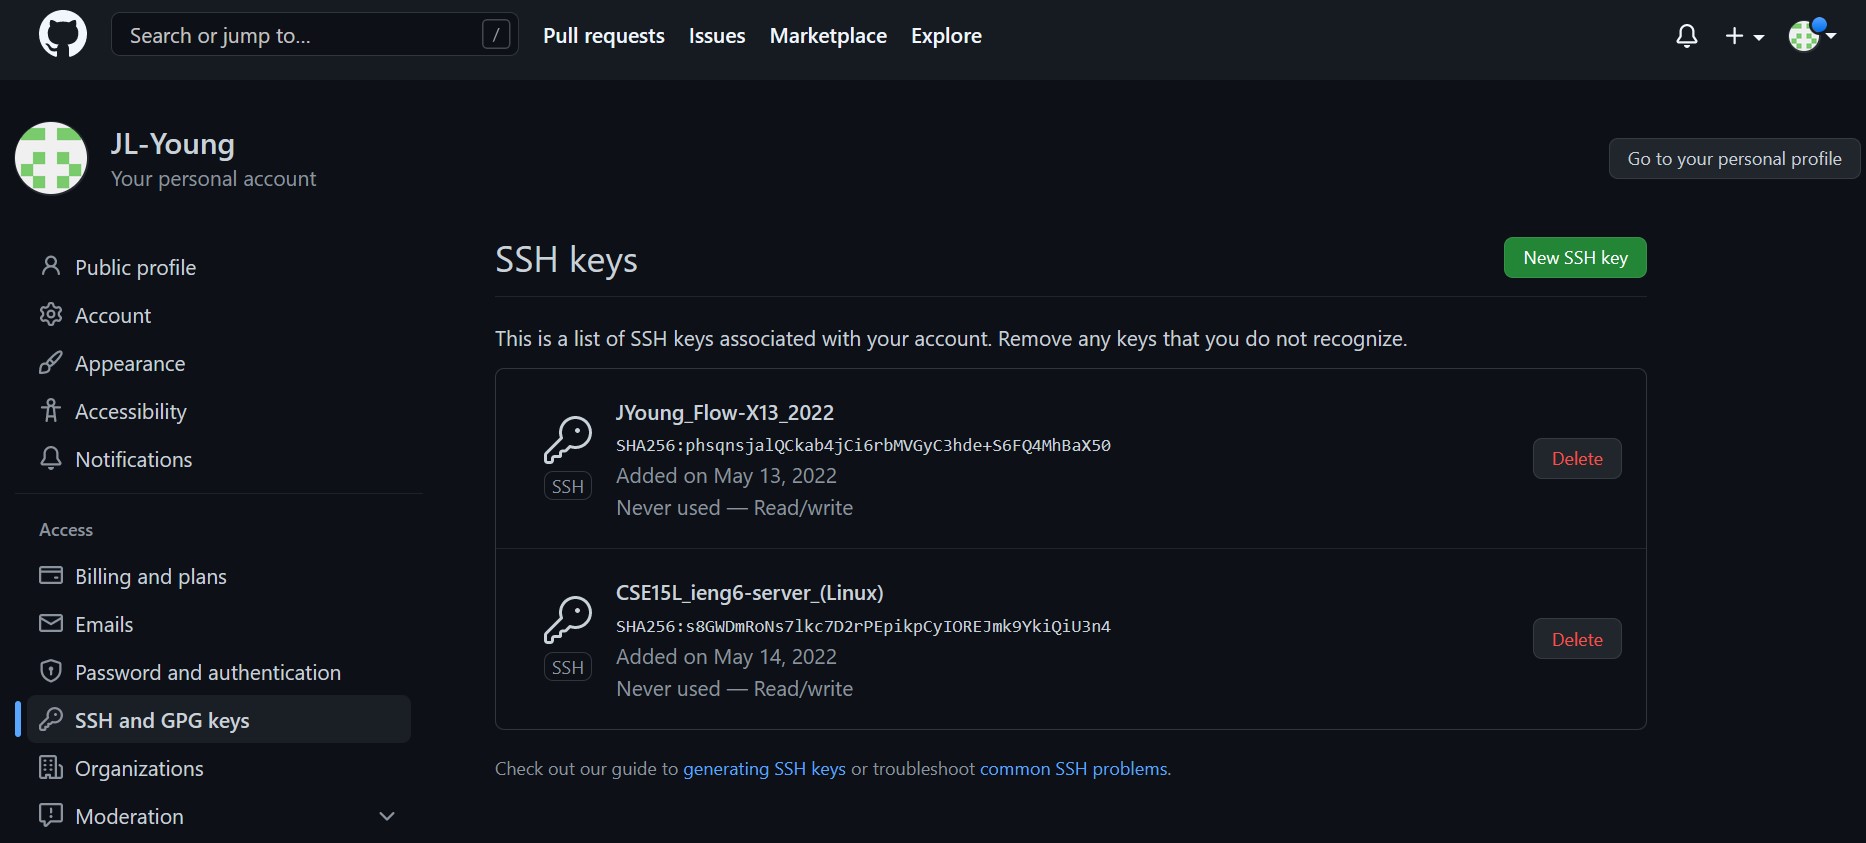 Search or jump to... /
Pull requests Issues Marketplace Explore
JL-Young
Your personal account
Go to your personal profile
Public profile
Account
Appearance
Accessibility
Notifications
Access
Billing and plans
Emails
Password and authentication
SSH and GPG keys
Organizations
Moderation
SSH keys
New SSH key
This is a list of SSH keys associated with your account. Remove any keys that you do not recognize.
JYoung_Flow-X13_2022
SHA256:phsqnsjalQCkab4jCi6rbMVGyC3hde+S6FQ4MhBaX50
Added on May 13, 2022
Never used — Read/write
SSH
Delete
CSE15L_ieng6-server_(Linux)
SHA256:s8GWDmRoNs7lkc7D2rPEpikpCyIOREJmk9YkiQiU3n4
Added on May 14, 2022
Never used — Read/write
SSH
Delete
Check out our guide to generating SSH keys or troubleshoot common SSH problems.